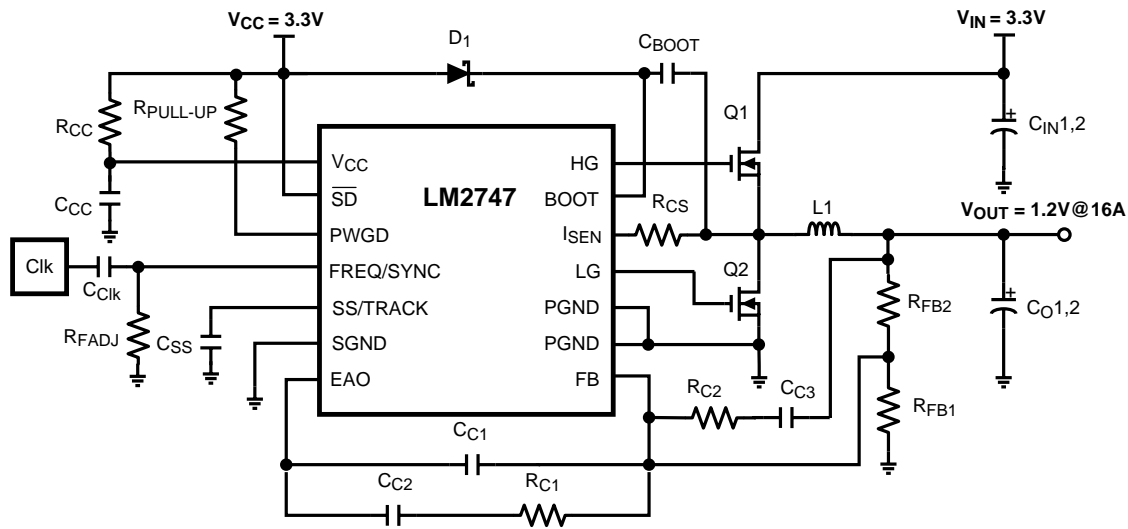 VCC = 3.3V
VIN = 3.3V
D1
CBOOT
RCC
RPULL-UP
Q1
CIN1,2
VCC
HG
CCC
SD
LM2747
BOOT
RCS
L1
VOUT = 1.2V@16A
PWGD
ISEN
Clk
CClk
FREQ/SYNC
LG
Q2
RFB2
CO1,2
RFADJ
CSS
SS/TRACK
PGND
SGND
PGND
EAO
FB
RC2
CC3
RFB1
CC1
CC2
RC1